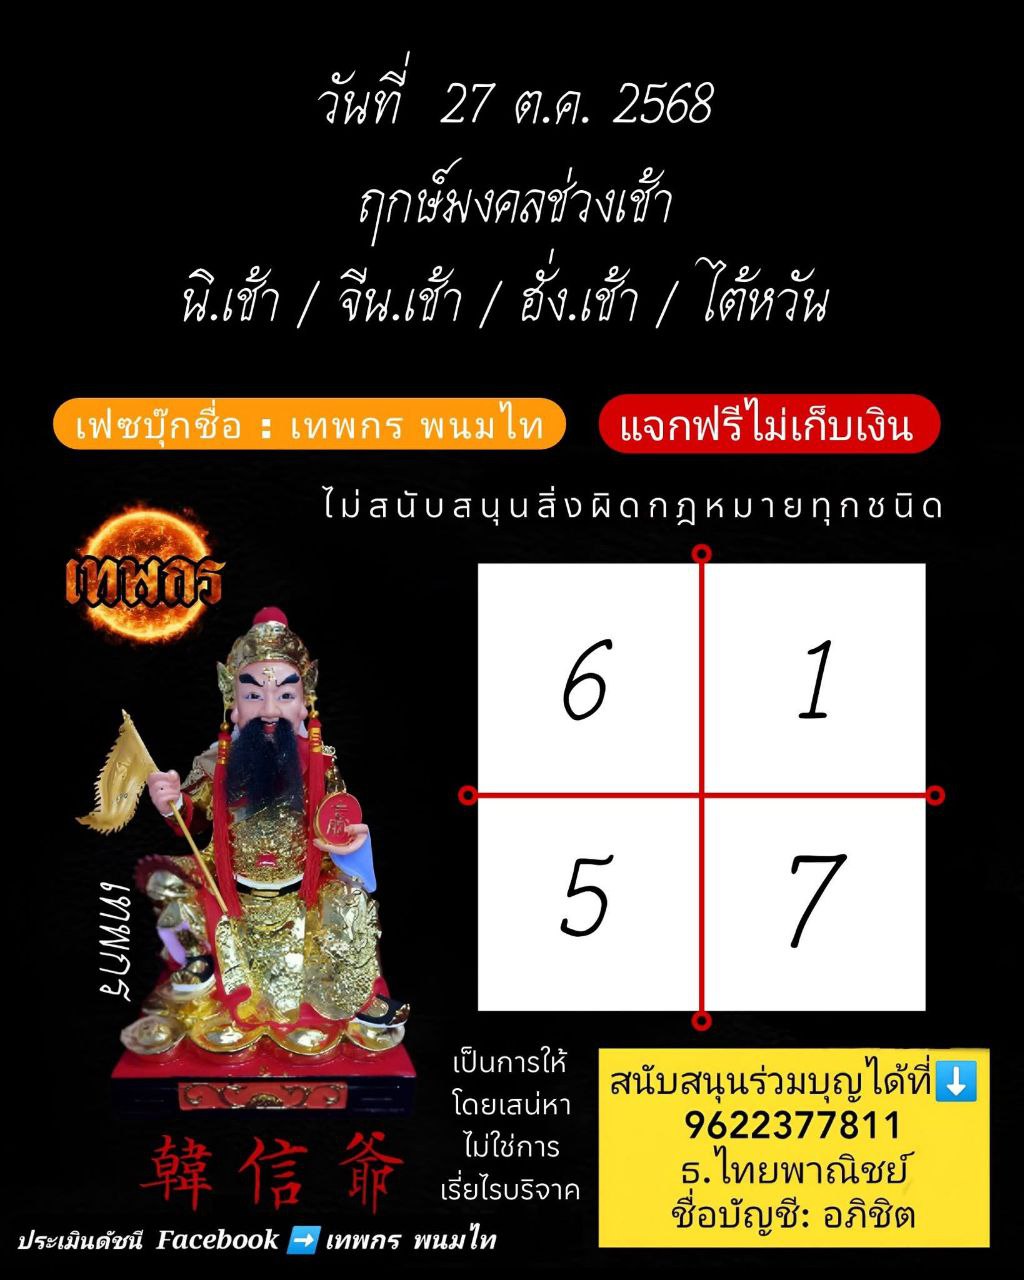 วันที่ 27 ต.ค. 2568
ฤกษ์มงคลช่วงเช้า
นิ.เช้า / จีน.เช้า / ฮั่ง.เช้า / ไต้หวัน
เฟซบุ๊กชื่อ : เทพกร พนมไท
แจกฟรีไม่เก็บเงิน
ไม่สนับสนุนสิ่งผิดกฎหมายทุกชนิด
เทพกร
6 1
5 7
เทพกร
เป็นการให้
โดยเสน่หา
ไม่ใช่การ
เรี่ยไรบริจาค
สนับสนุนร่วมบุญได้ที่⬇️
9622377811
ธ.ไทยพาณิชย์
ชื่อบัญชี: อภิชิต
韓信爺
ประเมินดัชนี Facebook ➡️ เทพกร พนมไท